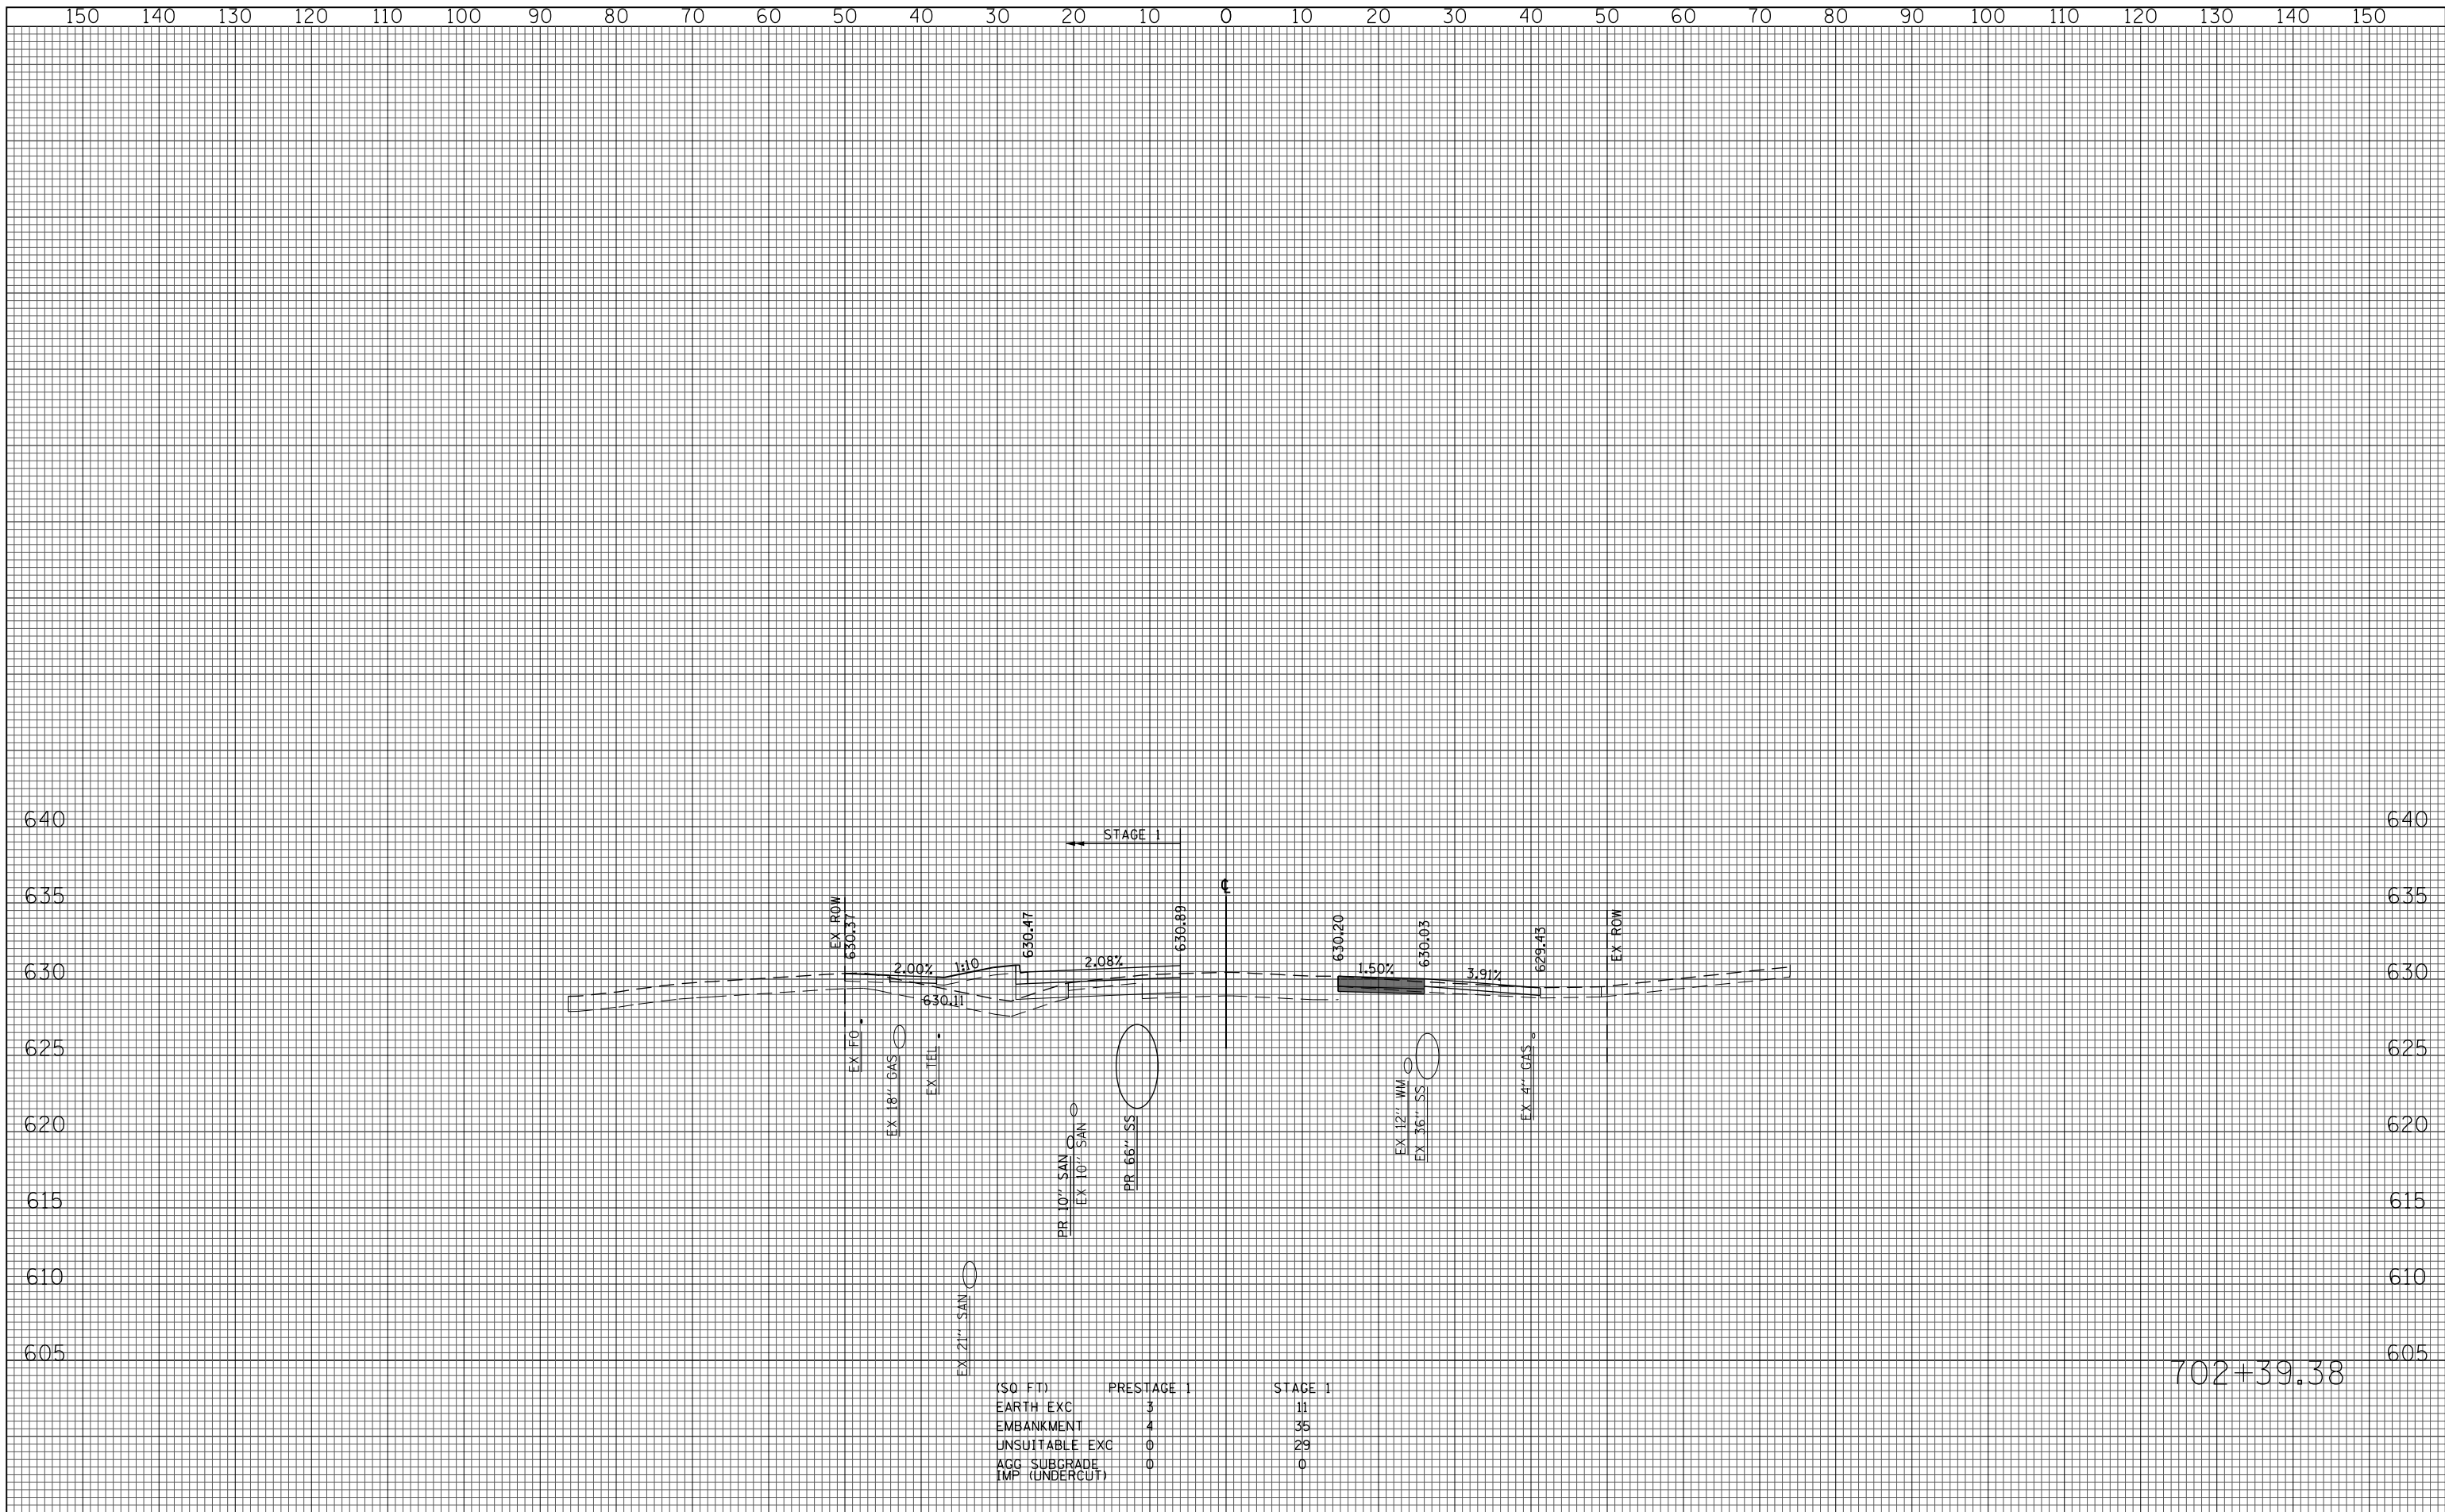 150 140 130 120 110 100 90 80 70 60 50 40 30 20 10 0 10 20 30 40 50 60 70 80 90 100 110 120 130 140 150
640 640
STAGE 1
635 635
℄
EX ROW
630.37
630.47
630.89
630.20
630.03
629.43
EX ROW
630 630
2.00%
1:10
2.08%
1.50%
3.91%
630.11
625 625
EX FO
EX 18" GAS
EX TEL
EX 12" WM
EX 36" SS
EX 4" GAS
620 620
PR 10" SAN
EX 10" SAN
PR 66" SS
615 615
610 610
EX 21" SAN
605 605
702+39.38
(SQ FT) PRESTAGE 1 STAGE 1
EARTH EXC 3 11
EMBANKMENT 4 35
UNSUITABLE EXC 0 29
AGG SUBGRADE 0 0
IMP (UNDERCUT)